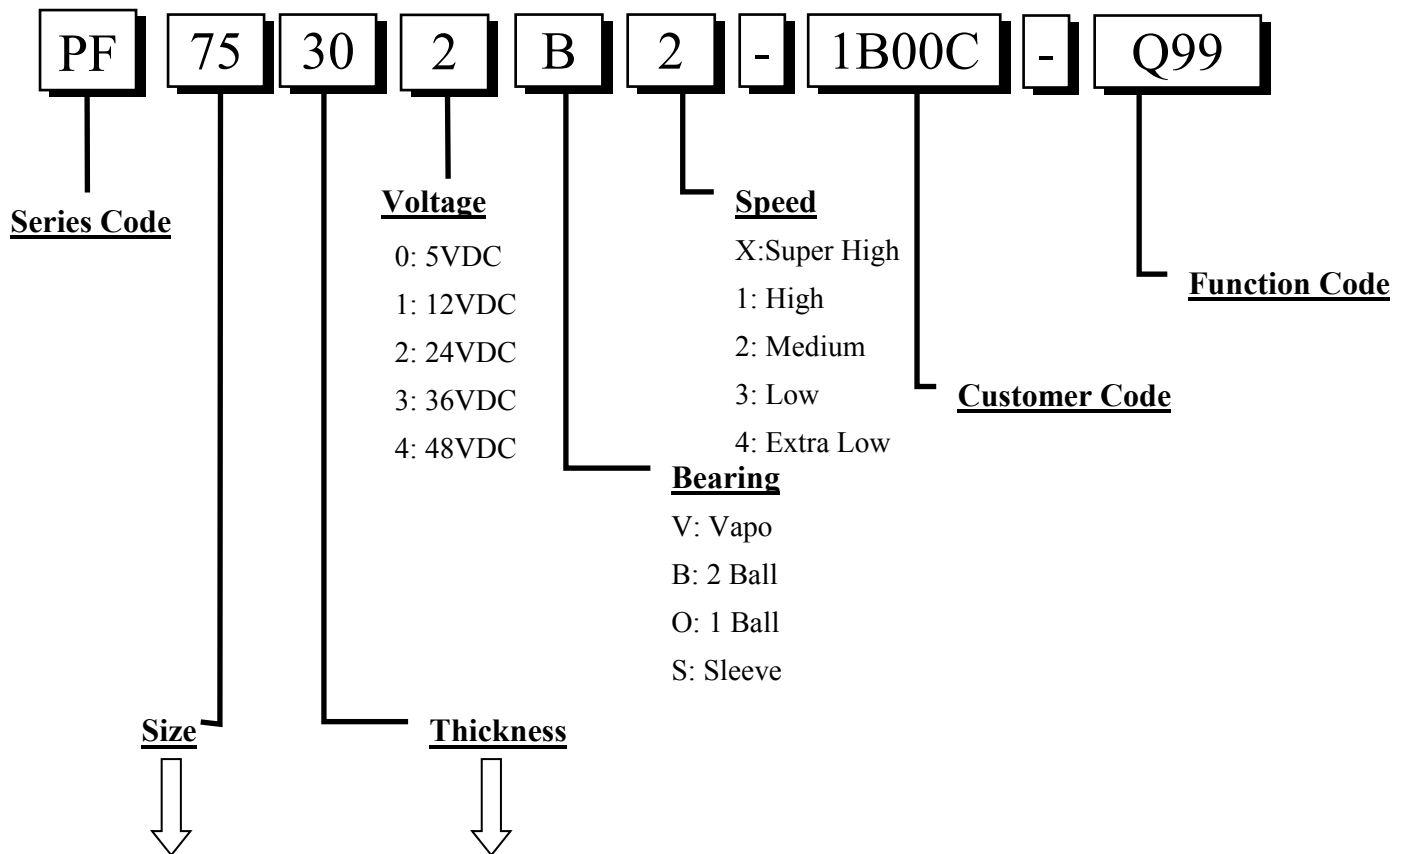 PF 75 30 2 B 2 - 1B00C - Q99
Series Code
Voltage
0: 5VDC
1: 12VDC
2: 24VDC
3: 36VDC
4: 48VDC
Speed
X:Super High
1: High
2: Medium
3: Low
4: Extra Low
Function Code
Customer Code
Bearing
V: Vapo
B: 2 Ball
O: 1 Ball
S: Sleeve
Size
Thickness